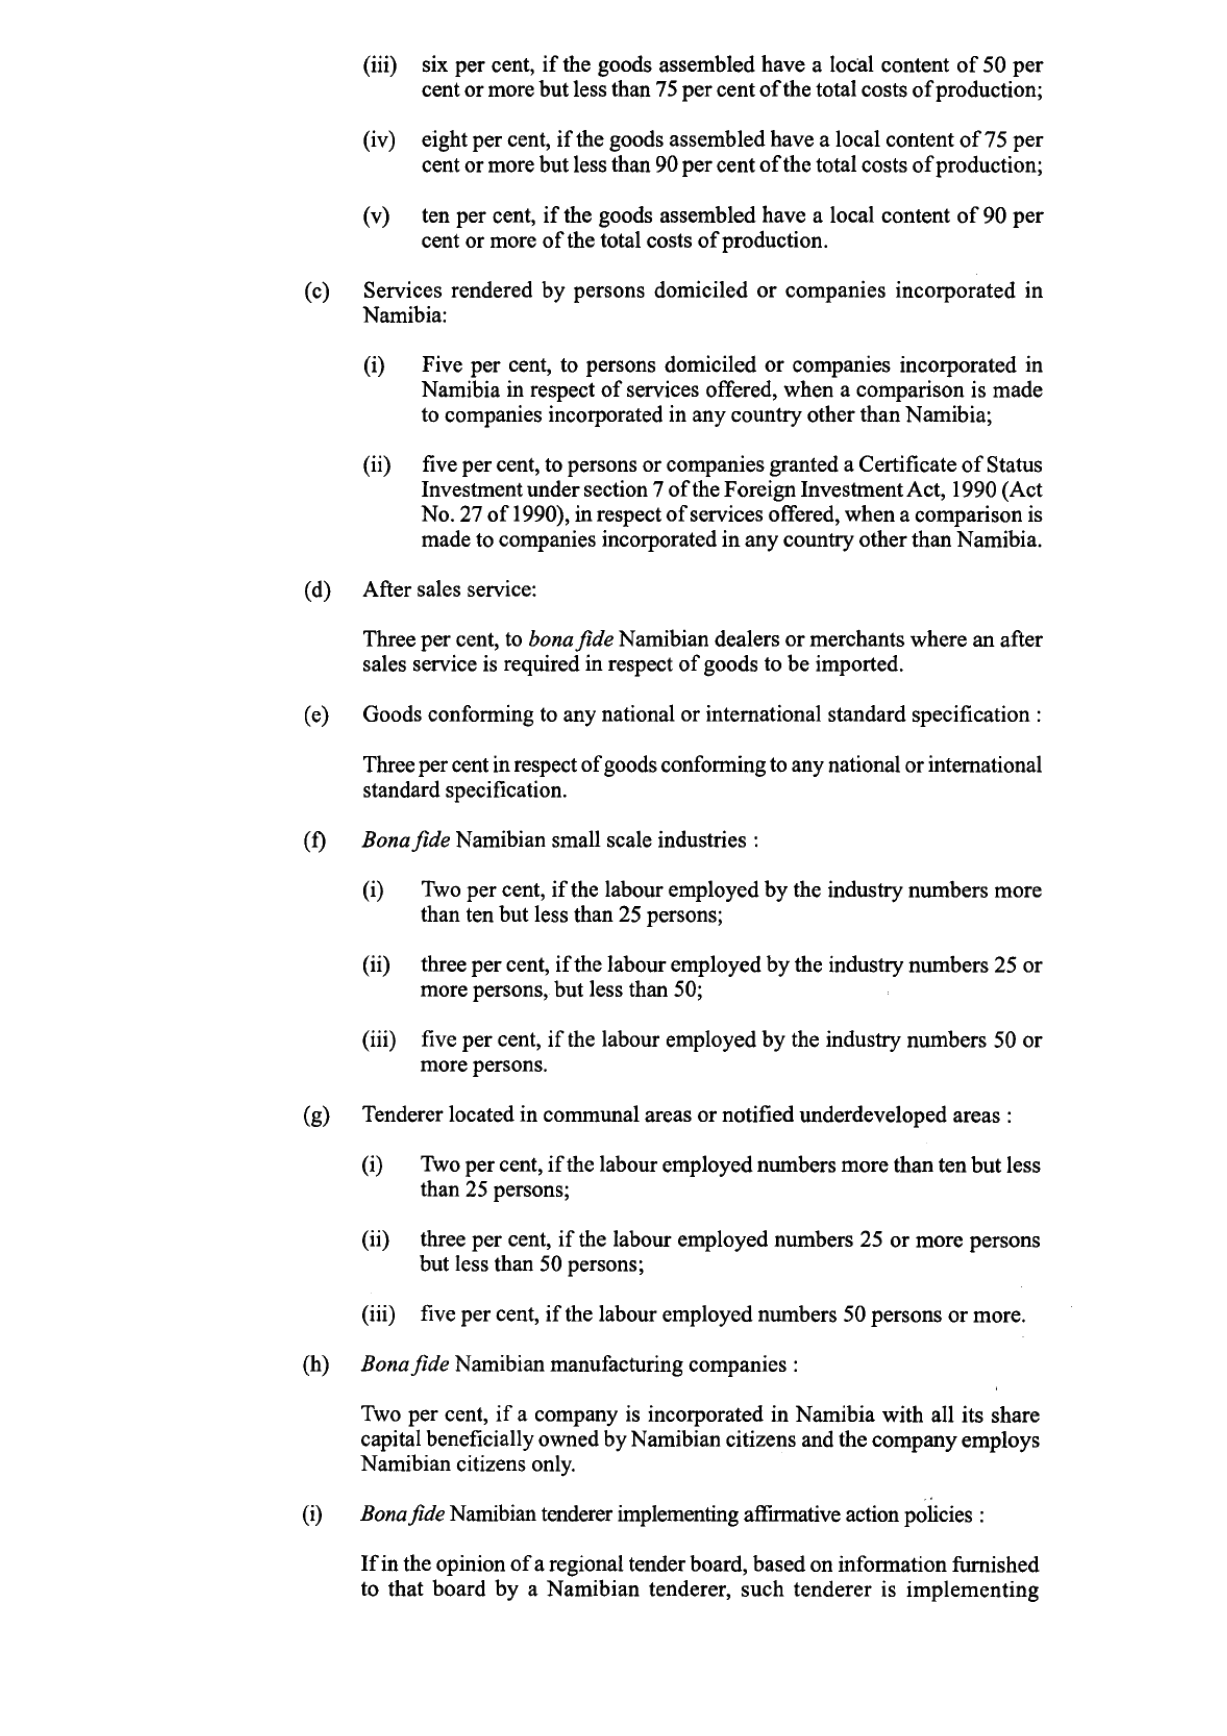 (iii) six per cent, if the goods assembled have a local content of 50 per
cent or more but less than 75 per cent of the total costs of production;
(iv) eight per cent, if the goods assembled have a local content of 75 per
cent or more but less than 90 per cent of the total costs of production;
(v) ten per cent, if the goods assembled have a local content of 90 per
cent or more of the total costs of production.
(c) Services rendered by persons domiciled or companies incorporated in
Namibia:
(i) Five per cent, to persons domiciled or companies incorporated in
Namibia in respect of services offered, when a comparison is made
to companies incorporated in any country other than Namibia;
(ii) five per cent, to persons or companies granted a Certificate of Status
Investment under section 7 of the Foreign Investment Act, 1990 (Act
No. 27 of 1990), in respect of services offered, when a comparison is
made to companies incorporated in any country other than Namibia.
(d) After sales service:
Three per cent, to bona fide Namibian dealers or merchants where an after
sales service is required in respect of goods to be imported.
(e) Goods conforming to any national or international standard specification :
Three per cent in respect of goods conforming to any national or international
standard specification.
(f) Bona fide Namibian small scale industries :
(i) Two per cent, if the labour employed by the industry numbers more
than ten but less than 25 persons;
(ii) three per cent, if the labour employed by the industry numbers 25 or
more persons, but less than 50;
(iii) five per cent, if the labour employed by the industry numbers 50 or
more persons.
(g) Tenderer located in communal areas or notified underdeveloped areas :
(i) Two per cent, if the labour employed numbers more than ten but less
than 25 persons;
(ii) three per cent, if the labour employed numbers 25 or more persons
but less than 50 persons;
(iii) five per cent, if the labour employed numbers 50 persons or more.
(h) Bona fide Namibian manufacturing companies :
Two per cent, if a company is incorporated in Namibia with all its share
capital beneficially owned by Namibian citizens and the company employs
Namibian citizens only.
(i) Bona fide Namibian tenderer implementing affirmative action policies :
If in the opinion of a regional tender board, based on information furnished
to that board by a Namibian tenderer, such tenderer is implementing